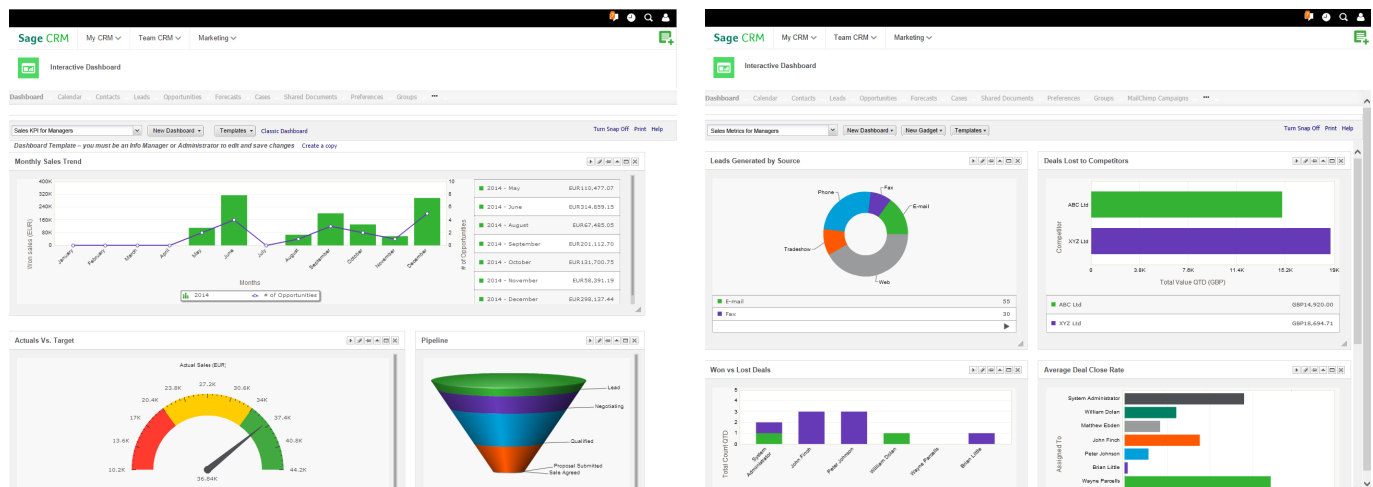 Sage CRM My CRM Team CRM Marketing
Interactive Dashboard
Dashboard Calendar Contacts Leads Opportunities Forecasts Cases Shared Documents Preferences Groups •••
Sales KPI for Managers New Dashboard Templates Classic Dashboard Turn Snap Off Print Help
Dashboard Template – you must be an Info Manager or Administrator to edit and save changes Create a copy
Monthly Sales Trend
Won sales (EUR)
400K
320K
240K
160K
80K
0
10
8
6
4
2
0
# of Opportunities
January February March April May June July August September October November December
Months
2014 # of Opportunities
2014 - May EUR110,477.07
2014 - June EUR314,859.15
2014 - August EUR67,485.05
2014 - September EUR201,112.70
2014 - October EUR131,700.75
2014 - November EUR58,391.19
2014 - December EUR298,137.44
Actuals Vs. Target
Actual Sales (EUR)
10.2K
13.6K
17K
20.4K
23.8K
27.2K
30.6K
34K
37.4K
40.8K
44.2K
36.84K
Pipeline
Lead
Negotiating
Qualified
Proposal Submitted
Sale Agreed
Sage CRM My CRM Team CRM Marketing
Interactive Dashboard
Dashboard Calendar Contacts Leads Opportunities Forecasts Cases Shared Documents Preferences Groups MailChimp Campaigns •••
Sales Metrics for Managers New Dashboard New Gadget Templates Turn Snap Off Print Help
Leads Generated by Source
Phone
Fax
E-mail
Tradeshow
Web
E-mail 55
Fax 30
Deals Lost to Competitors
Competitor
ABC Ltd
XYZ Ltd
0 3.8K 7.6K 11.4K 15.2K 19K
Total Value QTD (GBP)
ABC Ltd GBP14,920.00
XYZ Ltd GBP18,694.71
Won vs Lost Deals
Total Count QTD
5
4
3
2
1
0
System Administrator John Finch Peter Johnson William Dolan Wayne Parcells Brian Little
Average Deal Close Rate
Assigned To
System Administrator
William Dolan
Matthew Ebden
John Finch
Peter Johnson
Brian Little
Wayne Parcells